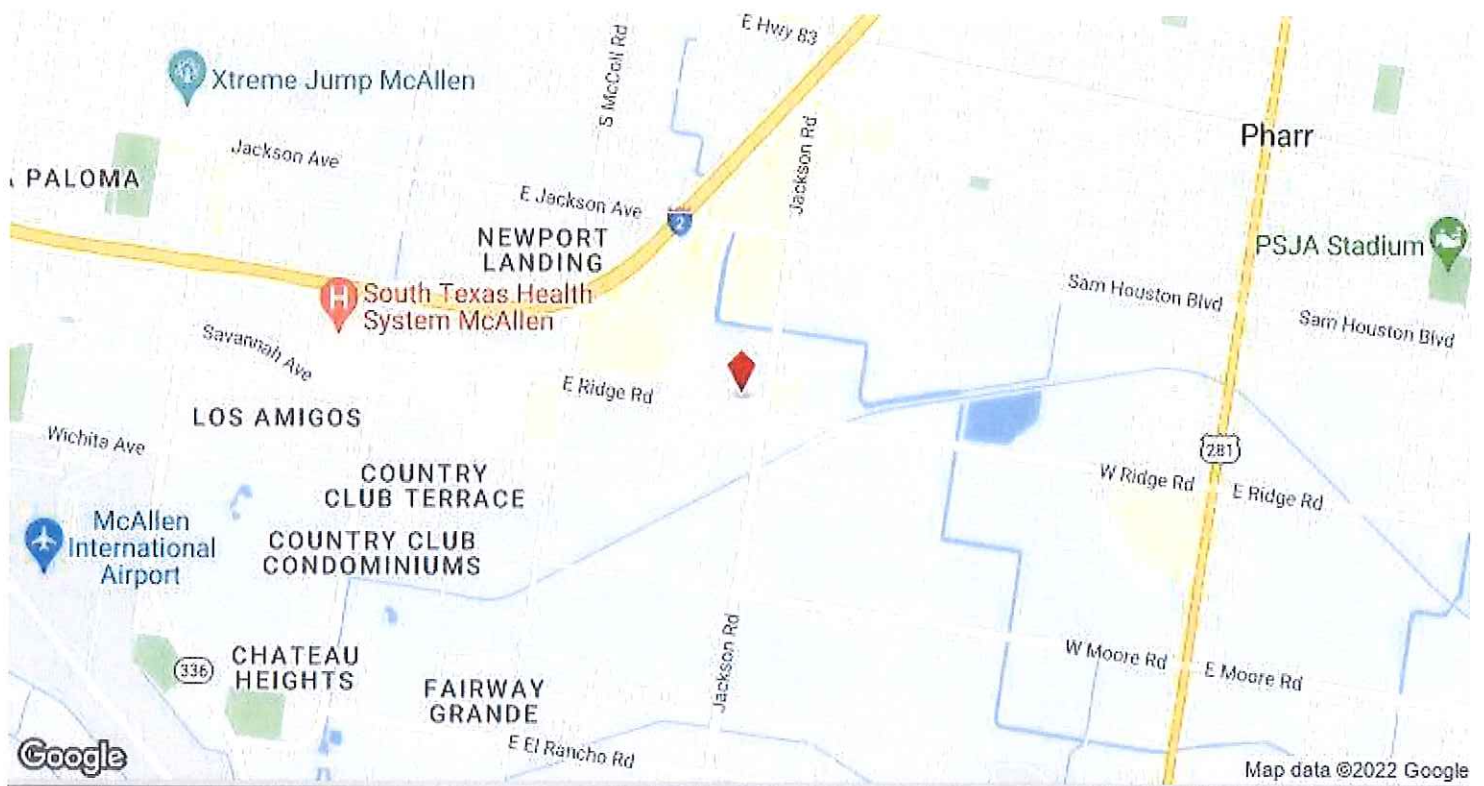 E Hwy 83
S McColl Rd
Xtreme Jump McAllen
Jackson Ave
Jackson Rd
Pharr
PALOMA
E Jackson Ave
2
NEWPORT
LANDING
PSJA Stadium
H
South Texas Health
System McAllen
Sam Houston Blvd
Sam Houston Blvd
Savannah Ave
E Ridge Rd
LOS AMIGOS
Wichita Ave
COUNTRY
CLUB TERRACE
281
W Ridge Rd
E Ridge Rd
McAllen
International
Airport
COUNTRY CLUB
CONDOMINIUMS
Jackson Rd
336
CHATEAU
HEIGHTS
W Moore Rd
E Moore Rd
FAIRWAY
GRANDE
E El Rancho Rd
Google
Map data ©2022 Google